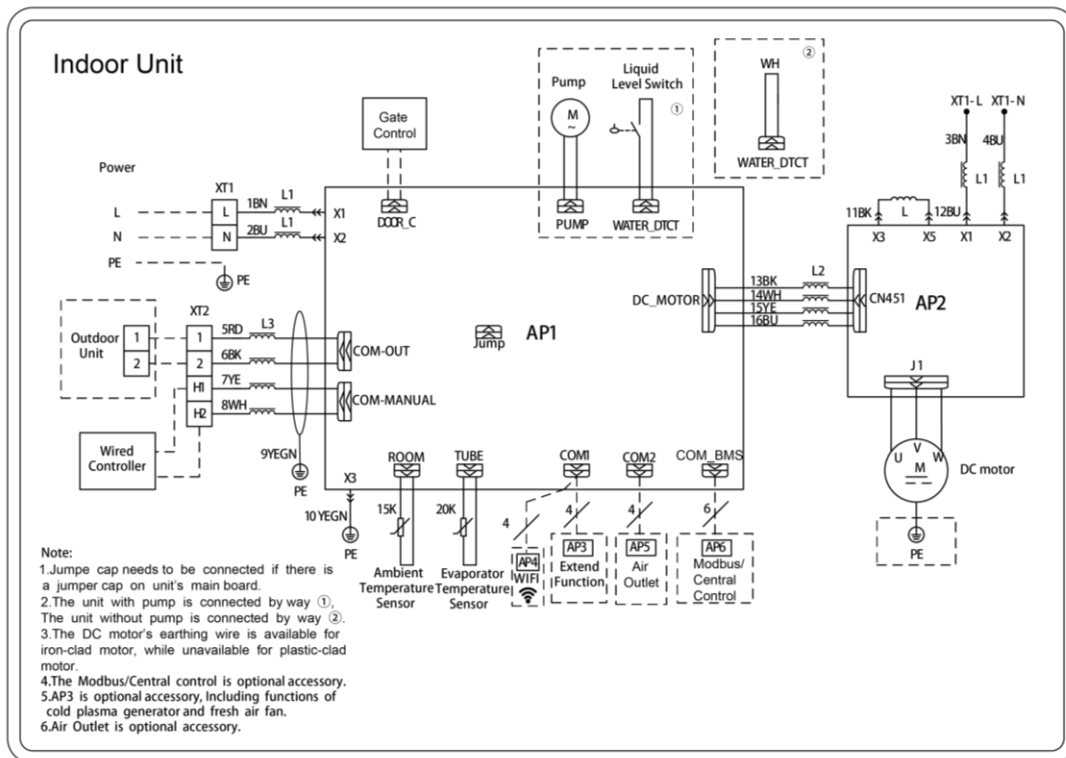 Indoor Unit
Power
L
N
PE
XT1
L
N
1BN
L1
2BU
L1
X1
X2
PE
Gate
Control
DOOR_C
Pump
M
~
PUMP
Liquid
Level Switch
①
WATER_DTCT
②
WH
WATER_DTCT
XT1-L
XT1-N
3BN
4BU
L1
L1
11BK
L
12BU
X3
X5
X1
X2
AP2
CN451
DC_MOTOR
13BK
L2
14WH
15YE
16BU
J1
U
V
W
M
DC motor
PE
Outdoor
Unit
1
2
XT2
1
2
H1
H2
5RD
L3
6BK
7YE
8WH
COM-OUT
COM-MANUAL
Jump
AP1
Wired
Controller
9YEGN
PE
X3
10 YEGN
PE
ROOM
TUBE
COM1
COM2
COM_BMS
15K
20K
4
4
4
6
Ambient
Temperature
Sensor
Evaporator
Temperature
Sensor
AP4
WIFI
AP3
Extend
Function
AP5
Air
Outlet
AP6
Modbus/
Central
Control
Note:
1.Jumpe cap needs to be connected if there is
a jumper cap on unit's main board.
2.The unit with pump is connected by way ①,
The unit without pump is connected by way ②.
3.The DC motor's earthing wire is available for
iron-clad motor, while unavailable for plastic-clad
motor.
4.The Modbus/Central control is optional accessory.
5.AP3 is optional accessory, Including functions of
cold plasma generator and fresh air fan.
6.Air Outlet is optional accessory.